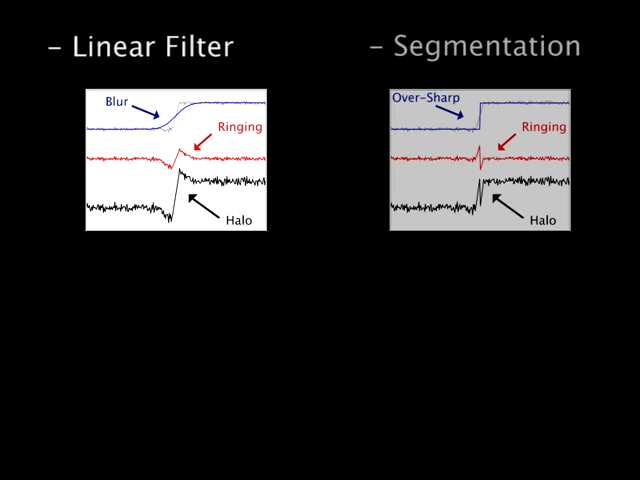 - Linear Filter
Blur
Ringing
Halo
- Segmentation
Over-Sharp
Ringing
Halo